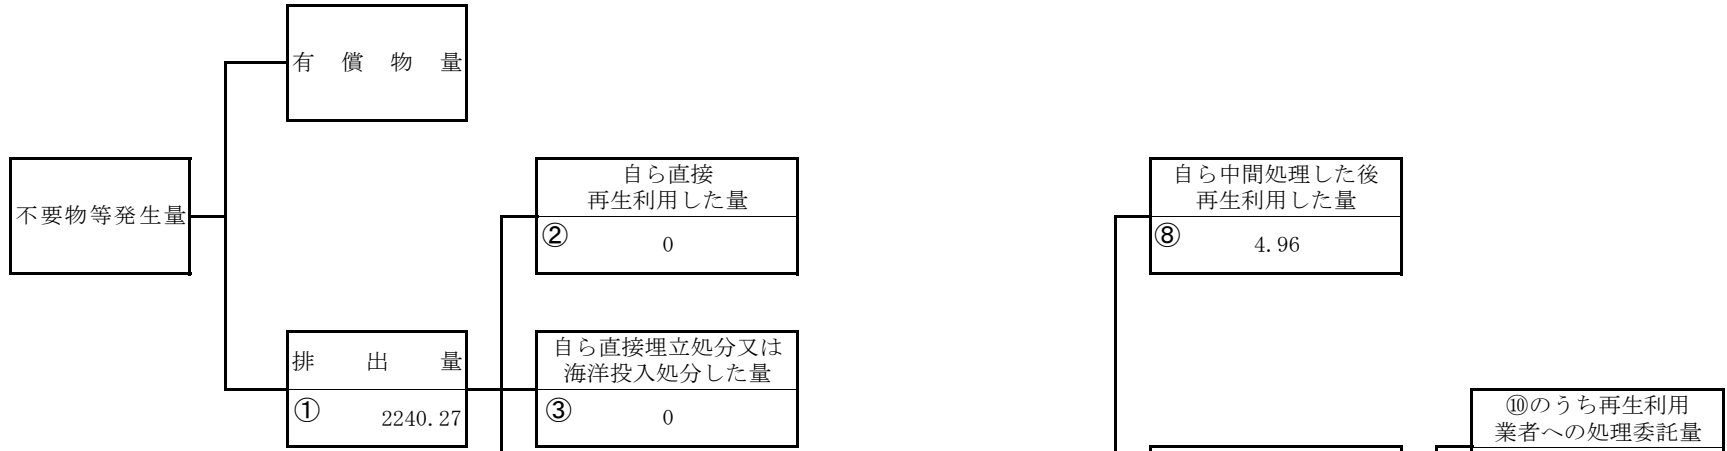 有償物量
不要物等発生量
自ら直接
再生利用した量
② 0
自ら中間処理した後
再生利用した量
⑧ 4.96
排出量
① 2240.27
自ら直接埋立処分又は
海洋投入処分した量
③ 0
⑩のうち再生利用
業者への処理委託量